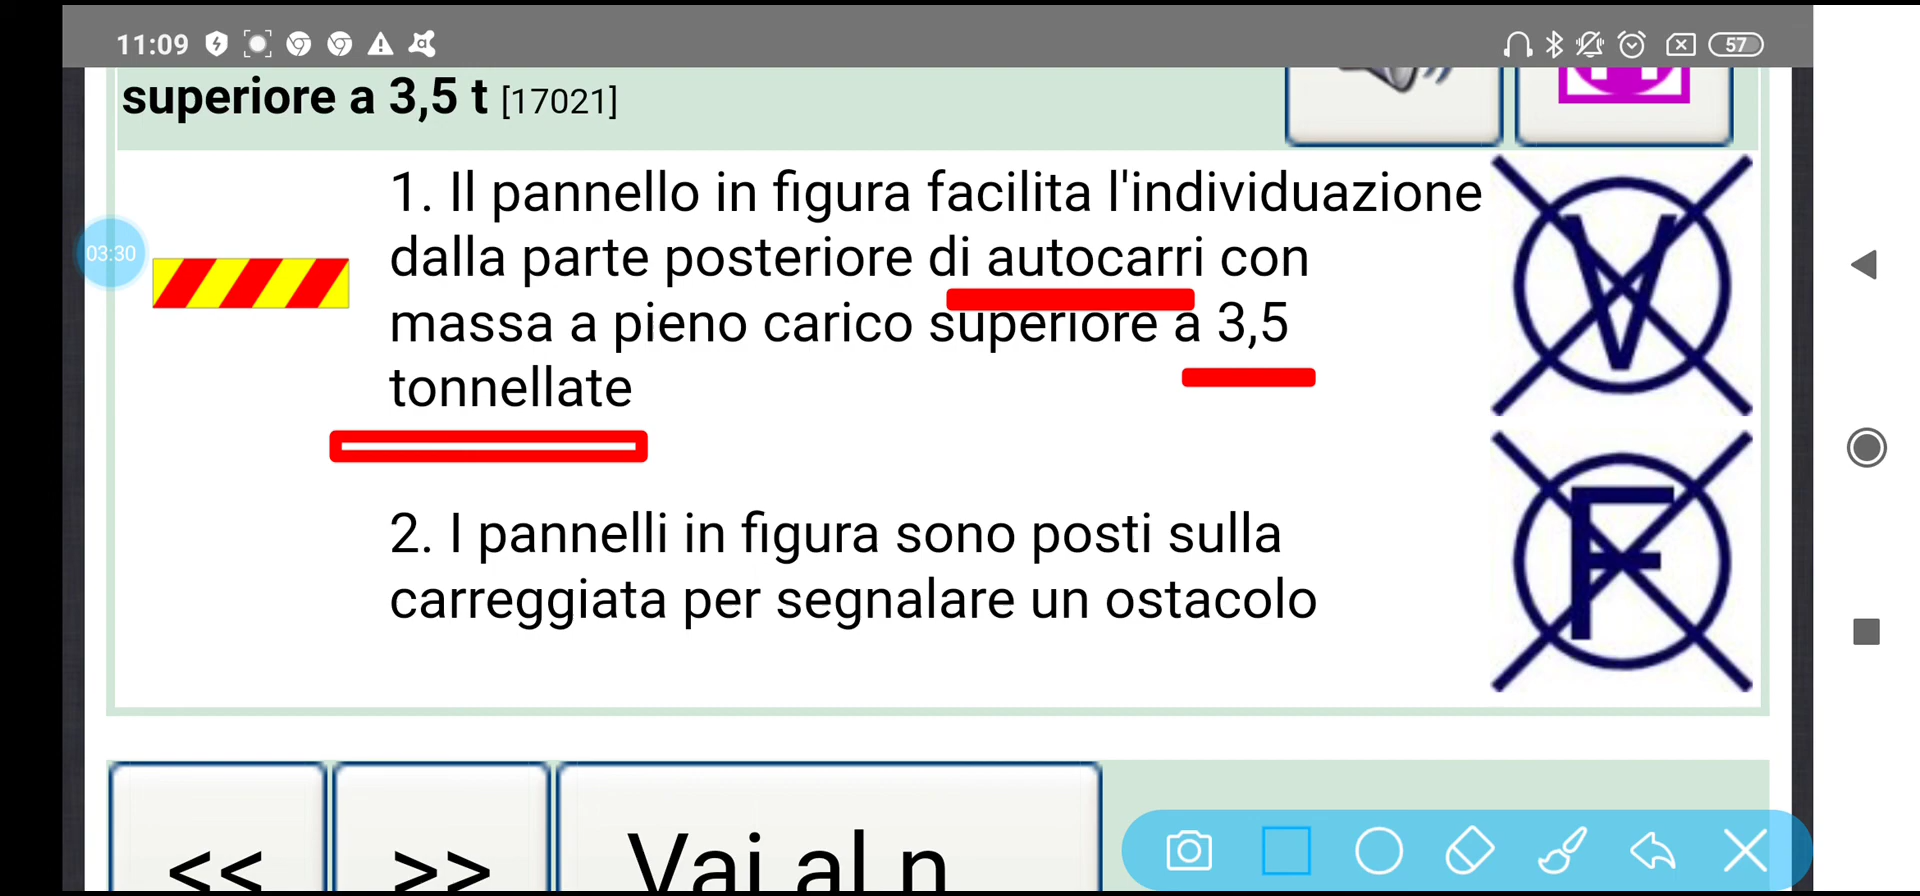 11:09
57
superiore a 3,5 t [17021]
1. Il pannello in figura facilita l'individuazione
dalla parte posteriore di autocarri con
massa a pieno carico superiore a 3,5
tonnellate
03:30
V
2. I pannelli in figura sono posti sulla
carreggiata per segnalare un ostacolo
F
<< >> Vai al n